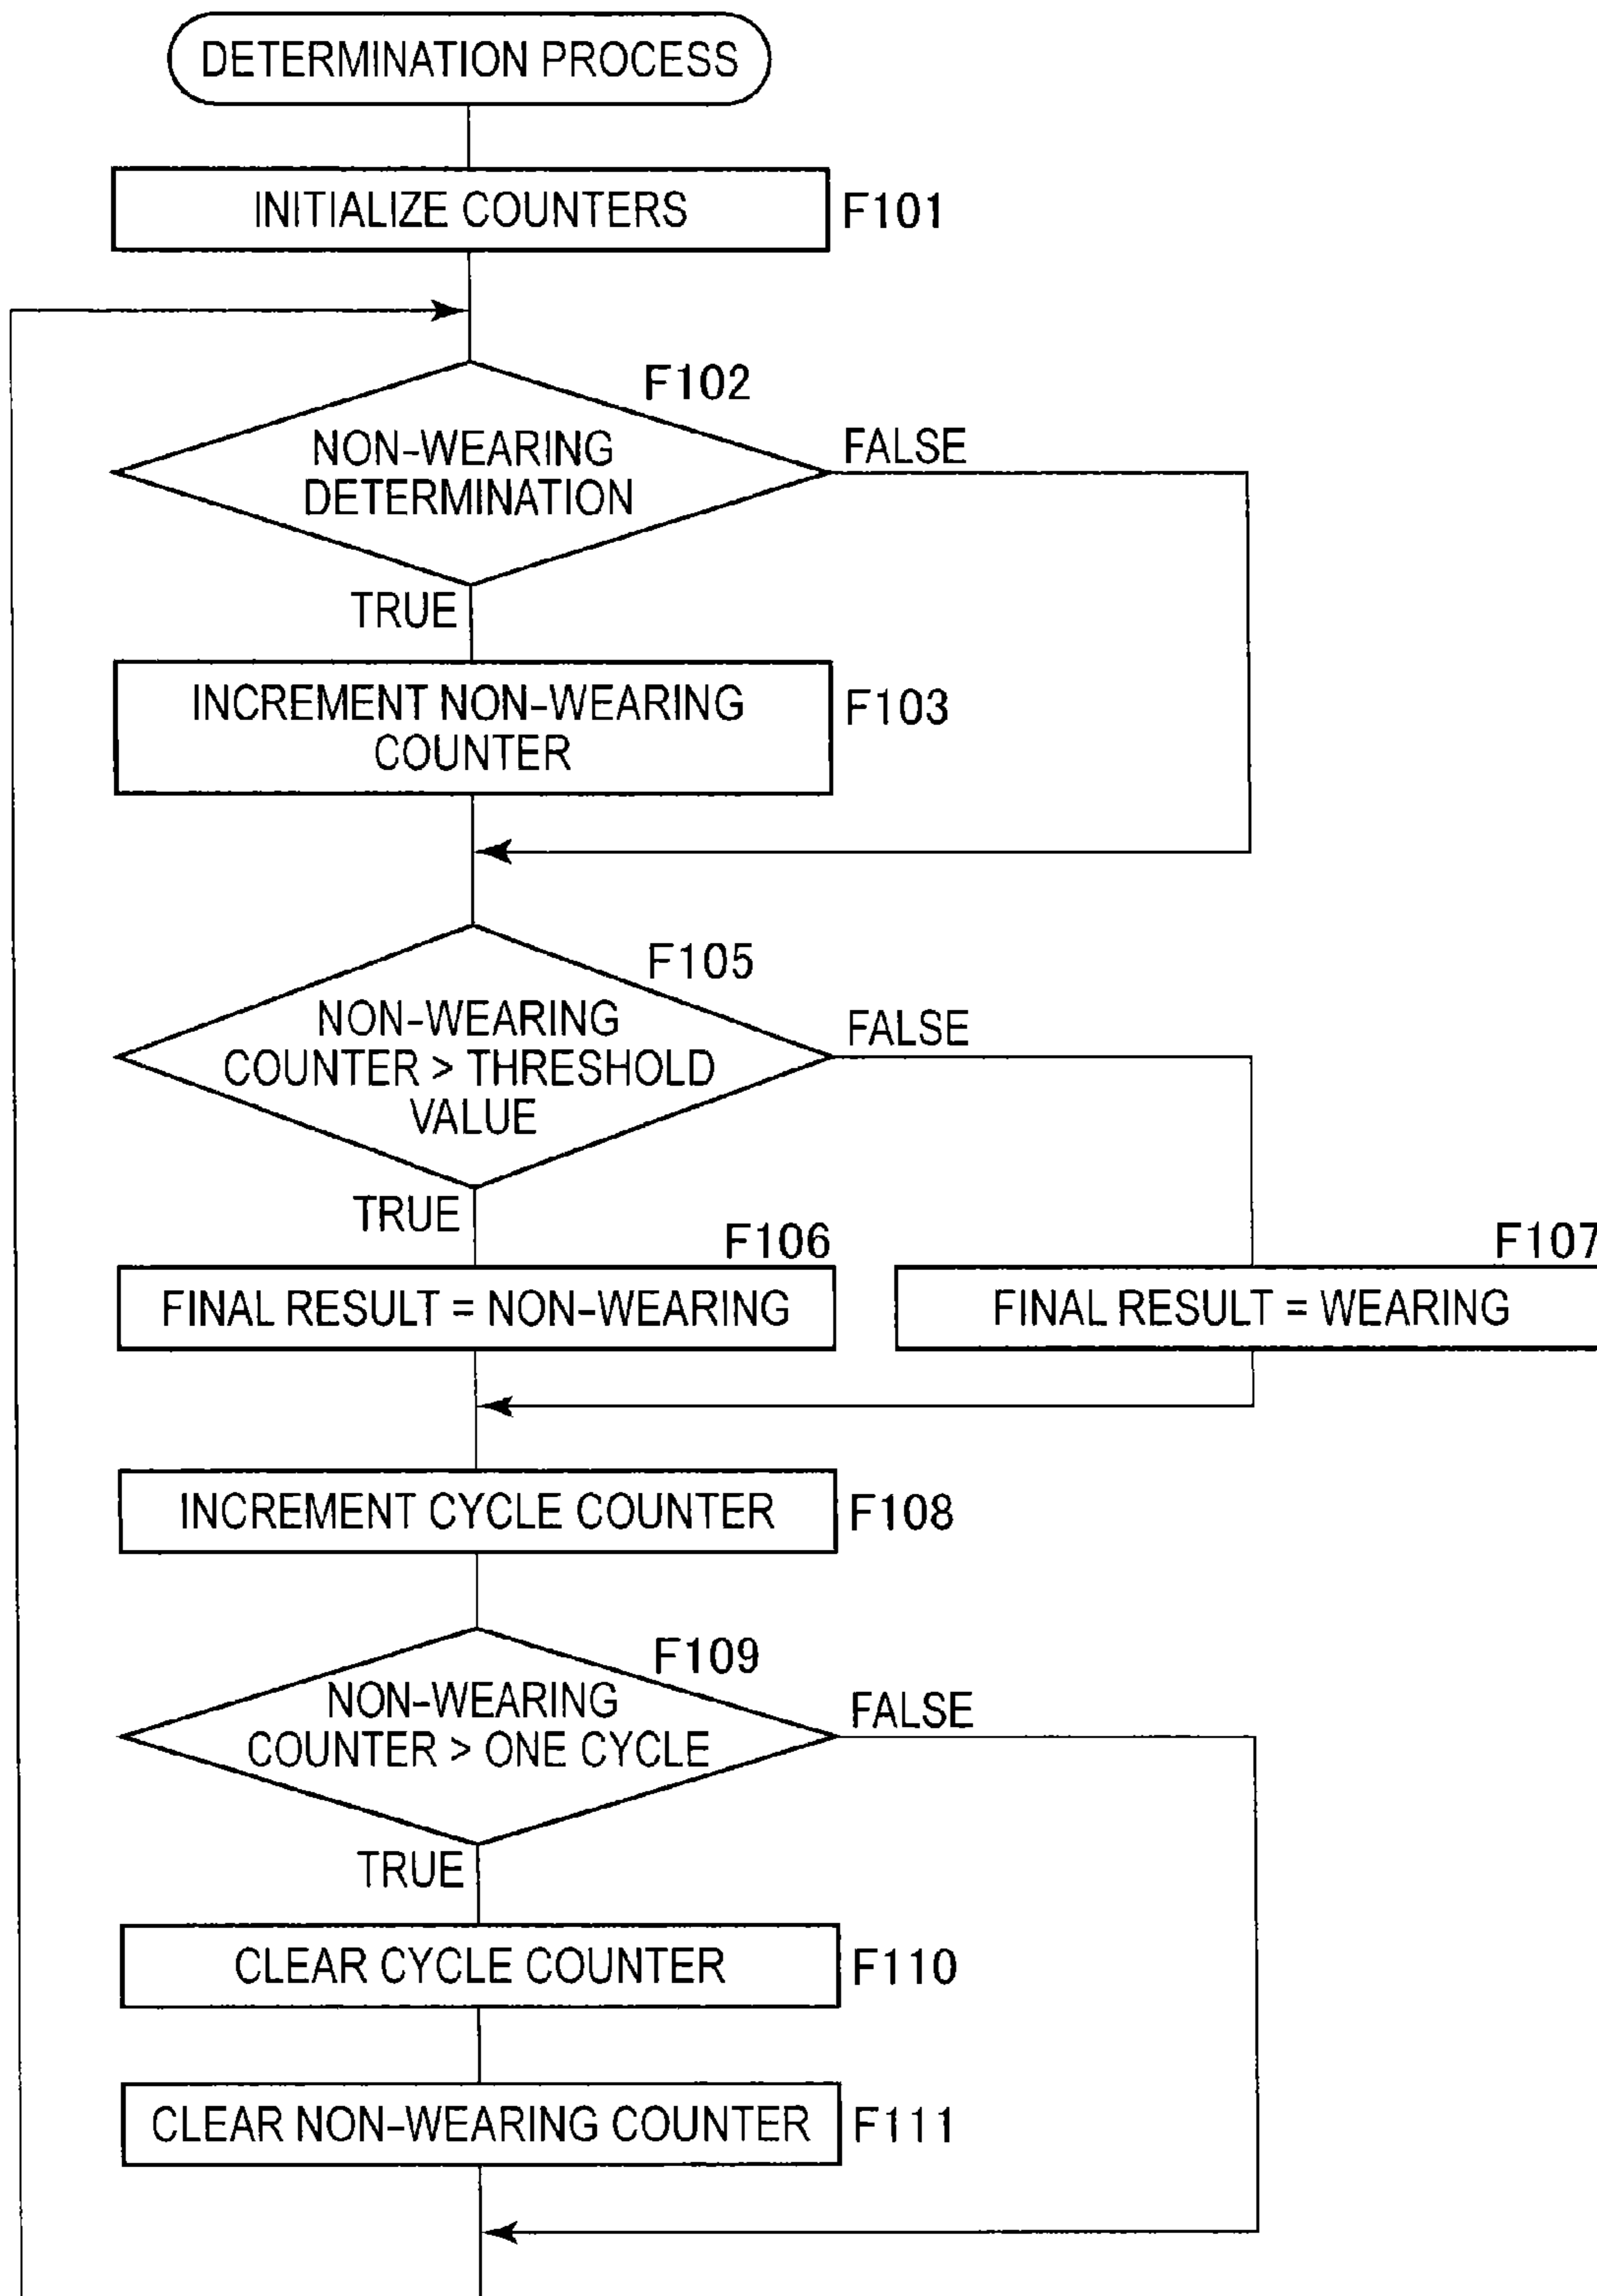 DETERMINATION PROCESS
INITIALIZE COUNTERS
F101
F102
NON-WEARING
DETERMINATION
FALSE
TRUE
INCREMENT NON-WEARING
COUNTER
F103
F105
NON-WEARING
COUNTER > THRESHOLD
VALUE
FALSE
TRUE
F106
FINAL RESULT = NON-WEARING
F107
FINAL RESULT = WEARING
INCREMENT CYCLE COUNTER
F108
F109
NON-WEARING
COUNTER > ONE CYCLE
FALSE
TRUE
CLEAR CYCLE COUNTER
F110
CLEAR NON-WEARING COUNTER
F111